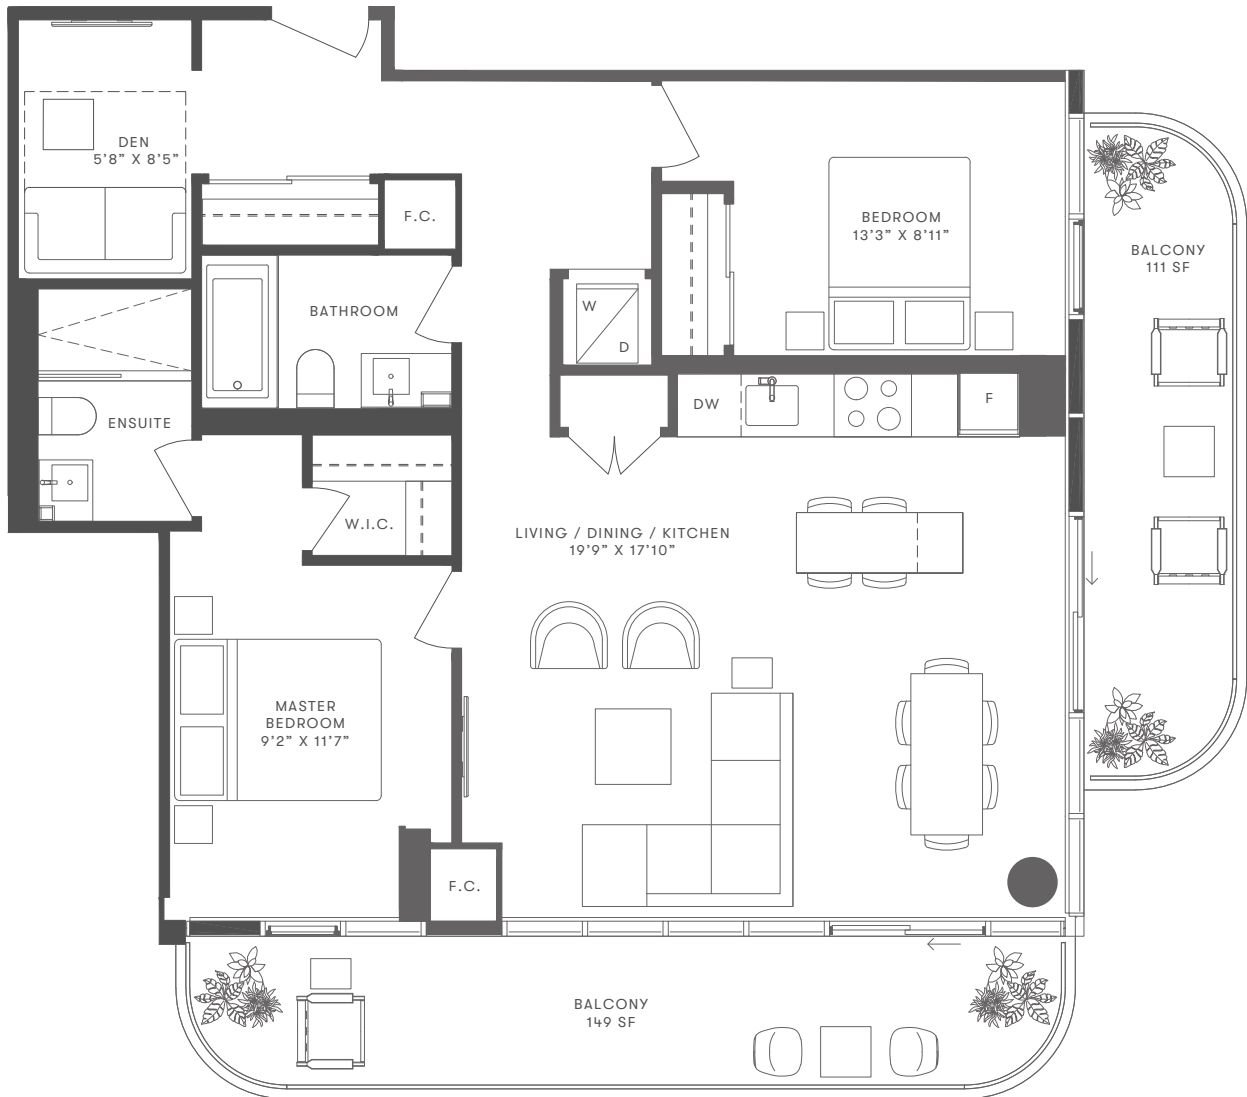 DEN
5'8" X 8'5"
F.C.
BEDROOM
13'3" X 8'11"
BALCONY
111 SF
BATHROOM
W
D
ENSUITE
DW
F
W.I.C.
LIVING / DINING / KITCHEN
19'9" X 17'10"
MASTER
BEDROOM
9'2" X 11'7"
F.C.
BALCONY
149 SF